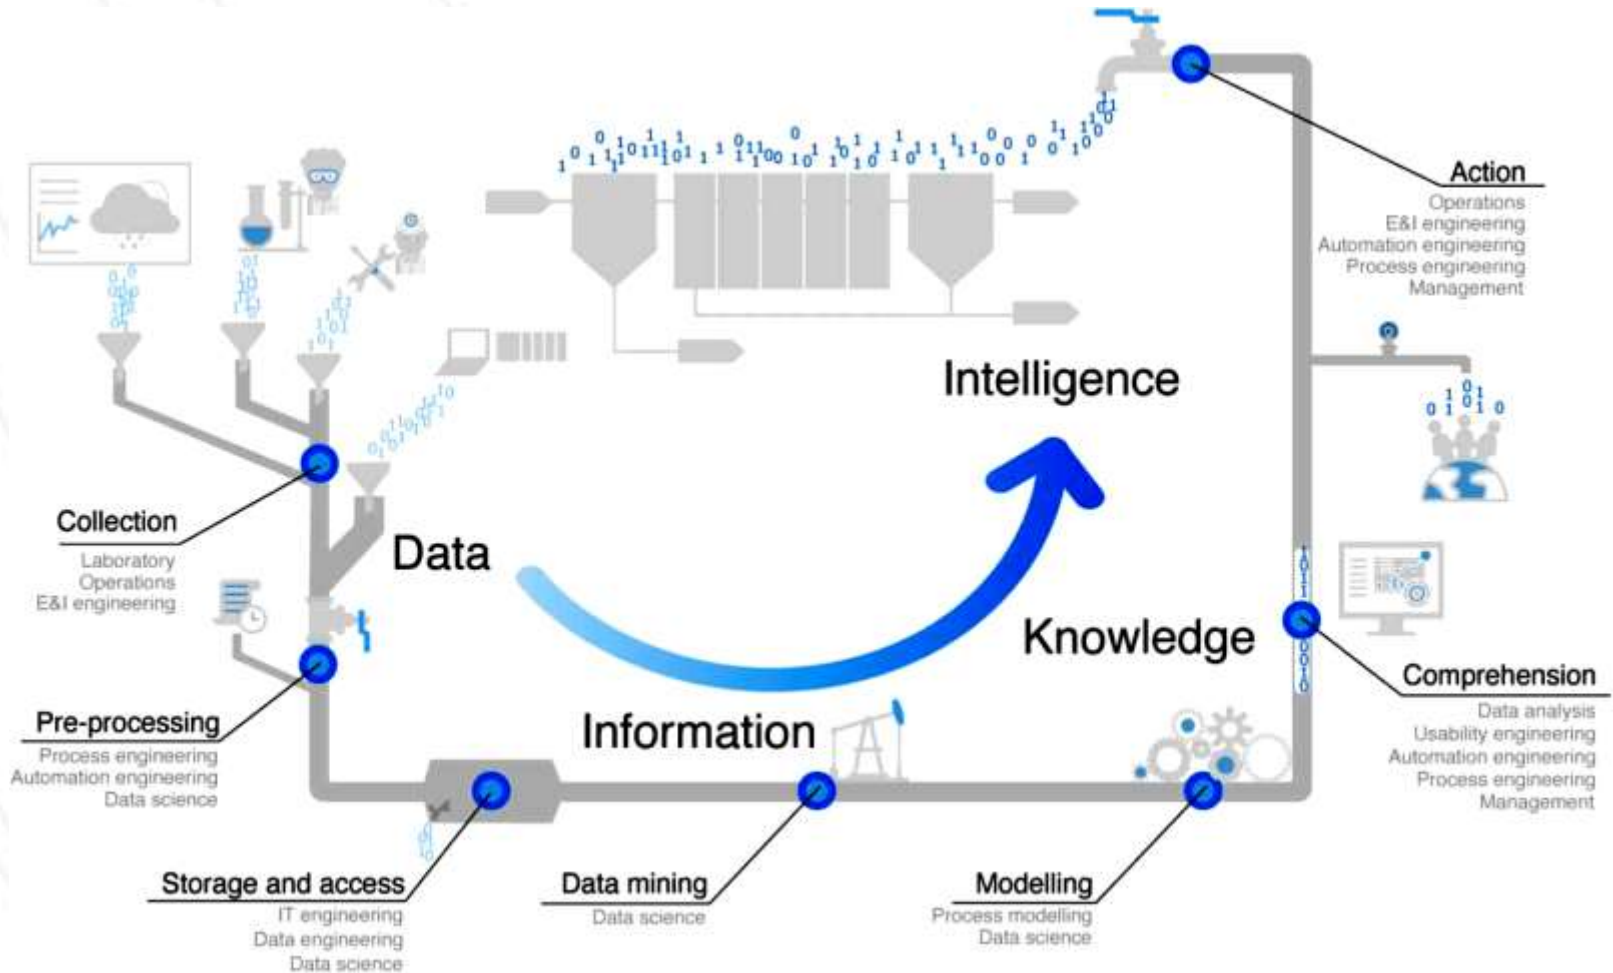 Action
Operations
E&I engineering
Automation engineering
Process engineering
Management
Intelligence
Collection
Laboratory
Operations
E&I engineering
Data
Knowledge
Comprehension
Data analysis
Usability engineering
Automation engineering
Process engineering
Management
Pre-processing
Process engineering
Automation engineering
Data science
Information
Storage and access
IT engineering
Data engineering
Data science
Data mining
Data science
Modelling
Process modelling
Data science